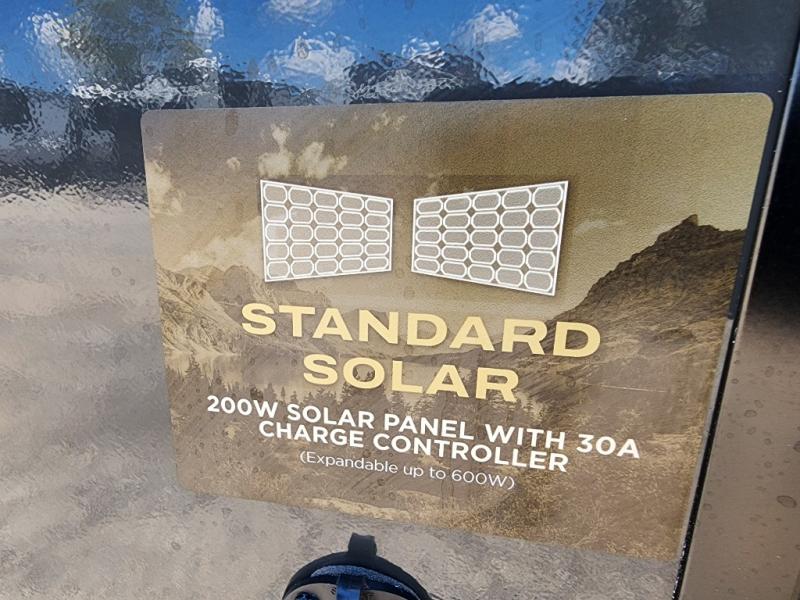 STANDARD
SOLAR
200W SOLAR PANEL WITH 30A
CHARGE CONTROLLER
(Expandable up to 600W)